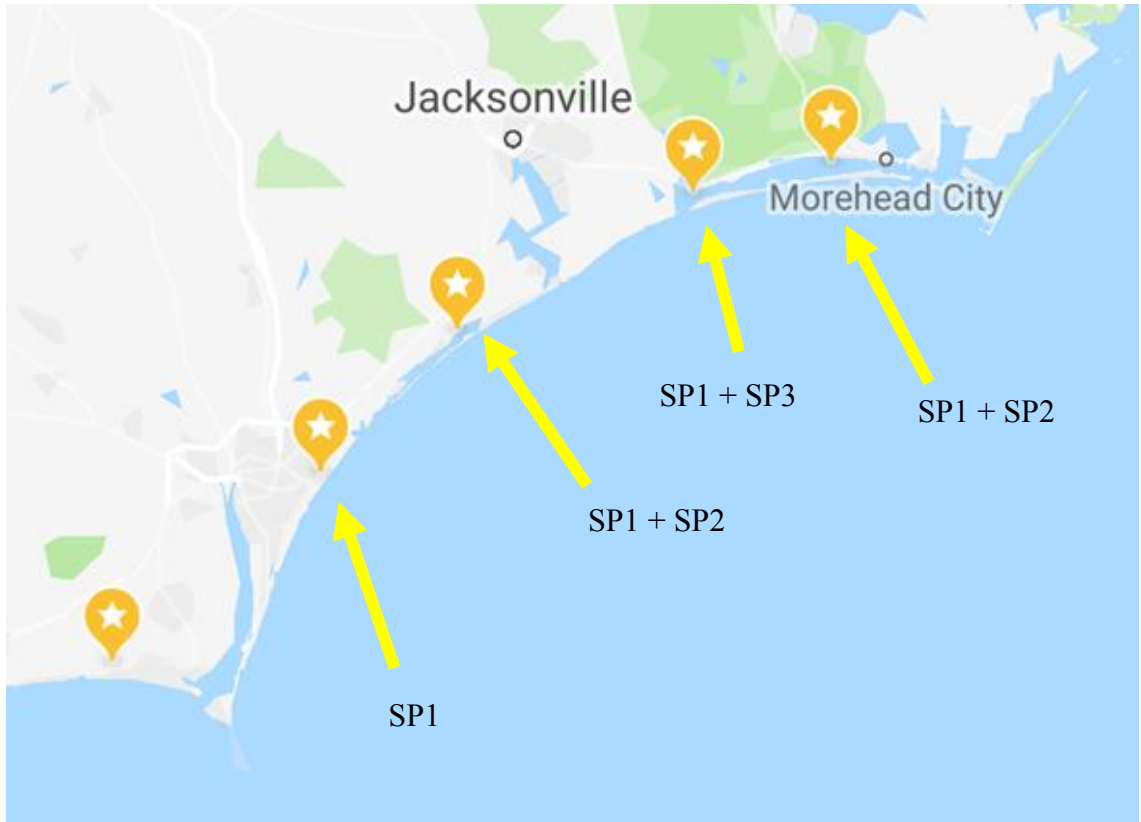 Jacksonville
Morehead City
SP1 + SP3
SP1 + SP2
SP1 + SP2
SP1